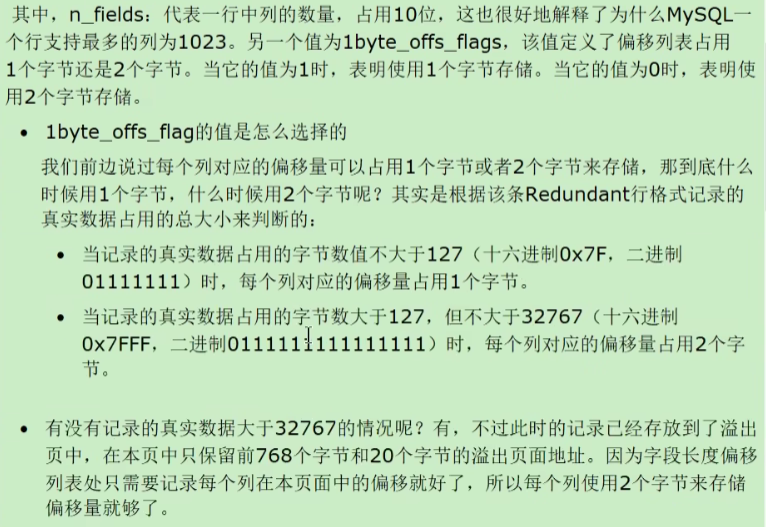 其中，n_fields：代表一行中列的数量，占用10位，这也很好地解释了为什么MySQL一
个行支持最多的列为1023。另一个值为1byte_offs_flags，该值定义了偏移列表占用
1个字节还是2个字节。当它的值为1时，表明使用1个字节存储。当它的值为0时，表明使
用2个字节存储。
• 1byte_offs_flag的值是怎么选择的
我们前边说过每个列对应的偏移量可以占用1个字节或者2个字节来存储，那到底什么
时候用1个字节，什么时候用2个字节呢？其实是根据该条Redundant行格式记录的
真实数据占用的总大小来判断的：
• 当记录的真实数据占用的字节数值不大于127（十六进制0x7F，二进制
01111111）时，每个列对应的偏移量占用1个字节。
• 当记录的真实数据占用的字节数大于127，但不大于32767（十六进制
0x7FFF，二进制0111111111111111）时，每个列对应的偏移量占用2个字
节。
• 有没有记录的真实数据大于32767的情况呢？有，不过此时的记录已经存放到了溢出
页中，在本页中只保留前768个字节和20个字节的溢出页面地址。因为字段长度偏移
列表处只需要记录每个列在本页面中的偏移就好了，所以每个列使用2个字节来存储
偏移量就够了。